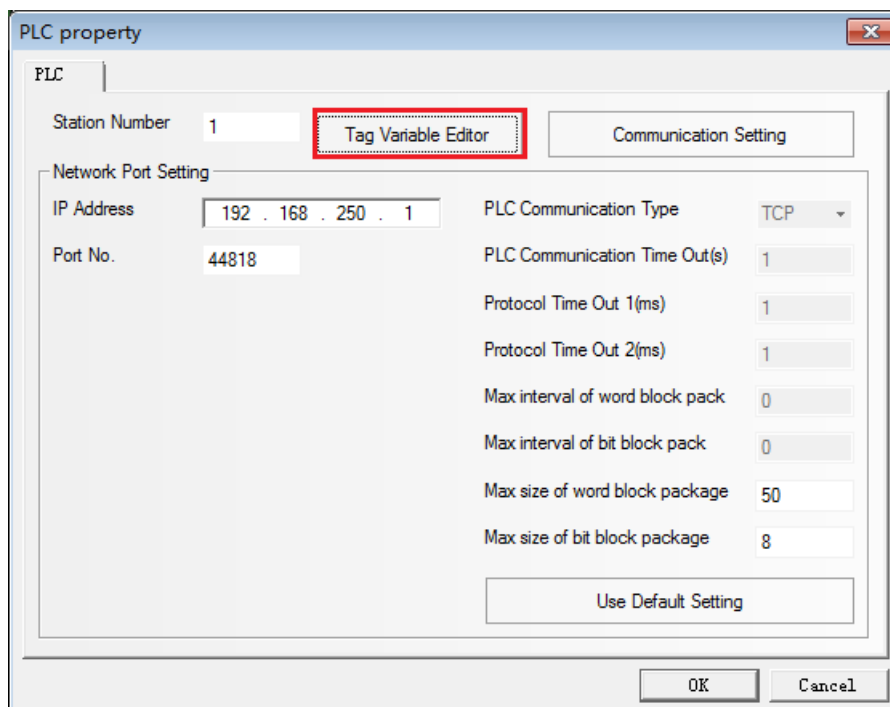 PLC property
PLC
Station Number 1 Tag Variable Editor Communication Setting
Network Port Setting
IP Address 192 . 168 . 250 . 1 PLC Communication Type TCP
Port No. 44818 PLC Communication Time Out(s) 1
Protocol Time Out 1(ms) 1
Protocol Time Out 2(ms) 1
Max interval of word block pack 0
Max interval of bit block pack 0
Max size of word block package 50
Max size of bit block package 8
Use Default Setting
OK Cancel